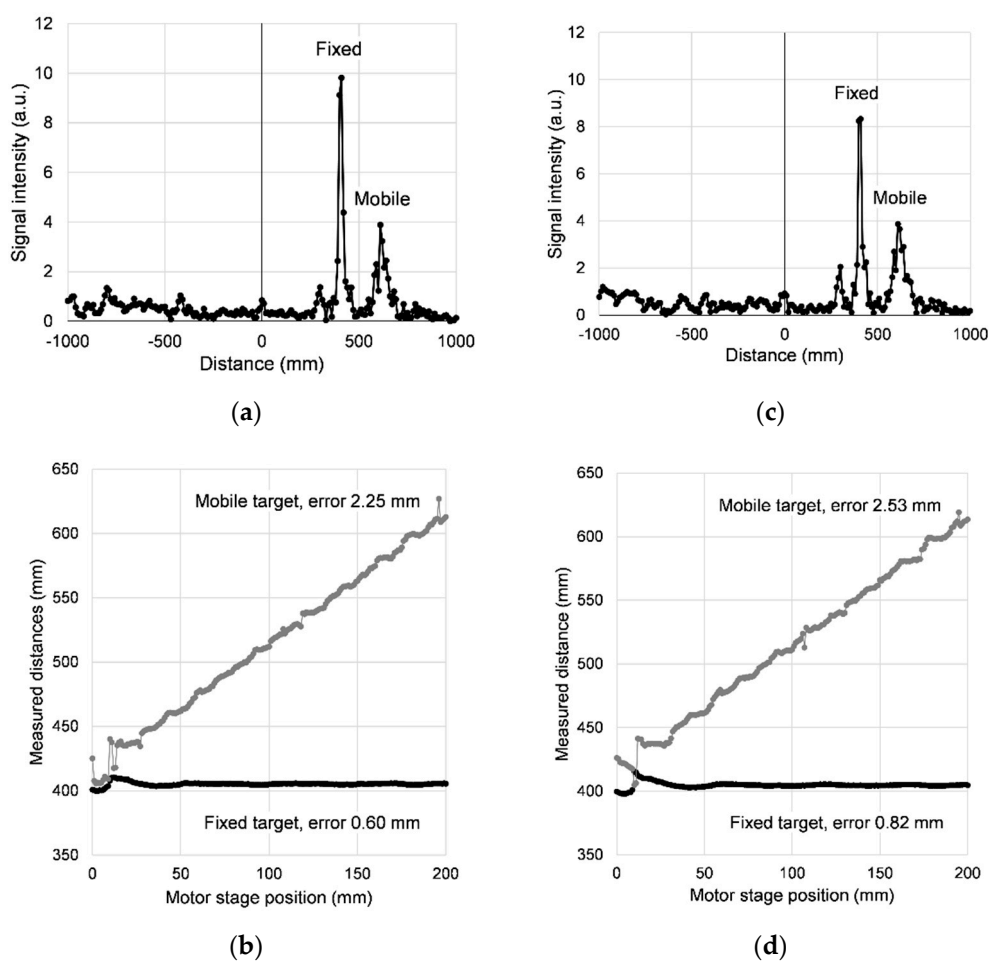 12
10
8
6
4
2
0
Signal intensity (a.u.)
Fixed
Mobile
-1000
-500
0
500
1000
Distance (mm)
(a)
12
10
8
6
4
2
0
Signal intensity (a.u.)
Fixed
Mobile
-1000
-500
0
500
1000
Distance (mm)
(c)
650
600
550
500
450
400
350
Measured distances (mm)
Mobile target, error 2.25 mm
Fixed target, error 0.60 mm
0
50
100
150
200
Motor stage position (mm)
(b)
650
600
550
500
450
400
350
Measured distance (mm)
Mobile target, error 2.53 mm
Fixed target, error 0.82 mm
0
50
100
150
200
Motor stage position (mm)
(d)